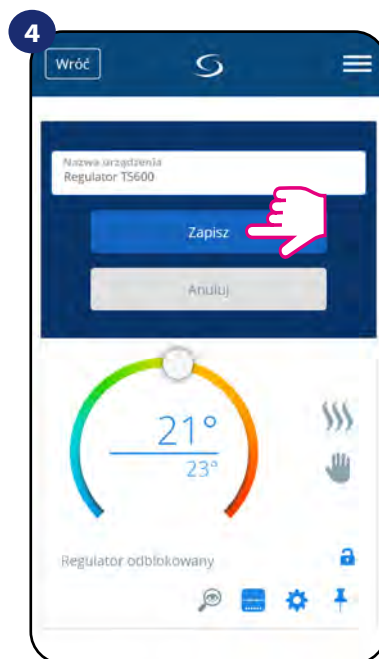 4
Wróć
Nazwa urządzenia
Regulator TS600
Zapisz
Anuluj
21°
23°
Regulator odblokowany